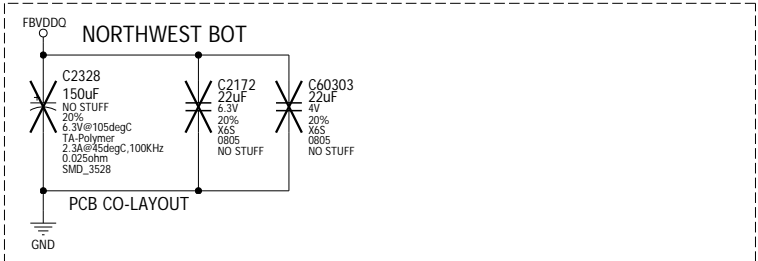 FBVDDQ
NORTHWEST BOT
C2328
150uF
NO STUFF
20%
6.3V@105degC
TA-Polymer
2.3A@45degC,100KHz
0.025ohm
SMD_3528
+
C2172
22uF
6.3V
20%
X6S
0805
NO STUFF
C60303
22uF
4V
20%
X6S
0805
NO STUFF
PCB CO-LAYOUT
GND